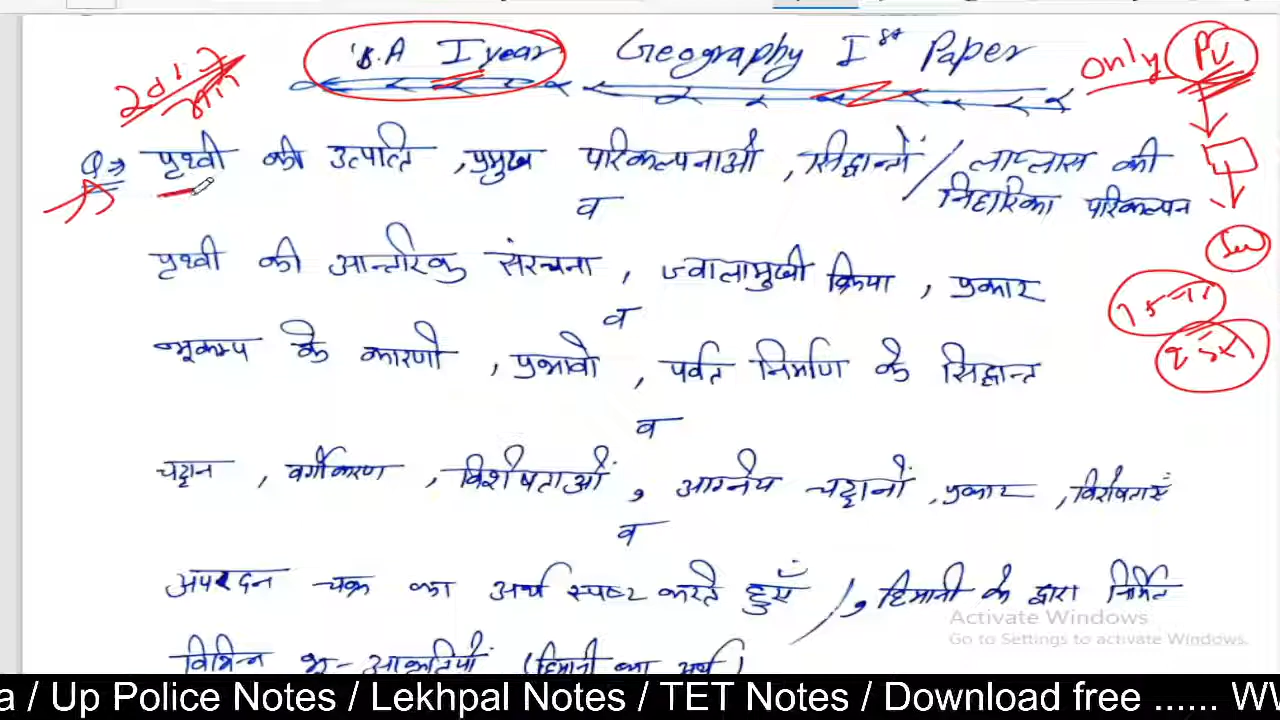 B.A I year Geography Ist Paper
only PU
Q⇒ पृथ्वी की उत्पत्ति , प्रमुख परिकल्पनाओं , सिद्धान्तों / लाप्लास की
निहारिका परिकल्पन
व
पृथ्वी की आन्तरिक संरचना , ज्वालामुखी क्रिया , प्रकार
व
भूकम्प के कारणों , प्रभावों , पर्वत निर्माण के सिद्धान्त
व
चट्टान , वर्गीकरण , विशेषताओं , आग्नेय चट्टानों , प्रकार , विशेषताएँ
व
अपरदन चक्र का अर्थ स्पष्ट करते हुए / , हिमानी के द्वारा निर्मित
विभिन्न भू-आकृतियों (हिमानी का अर्थ)
Activate Windows
Go to Settings to activate Windows.
a / Up Police Notes / Lekhpal Notes / TET Notes / Download free ...... WV